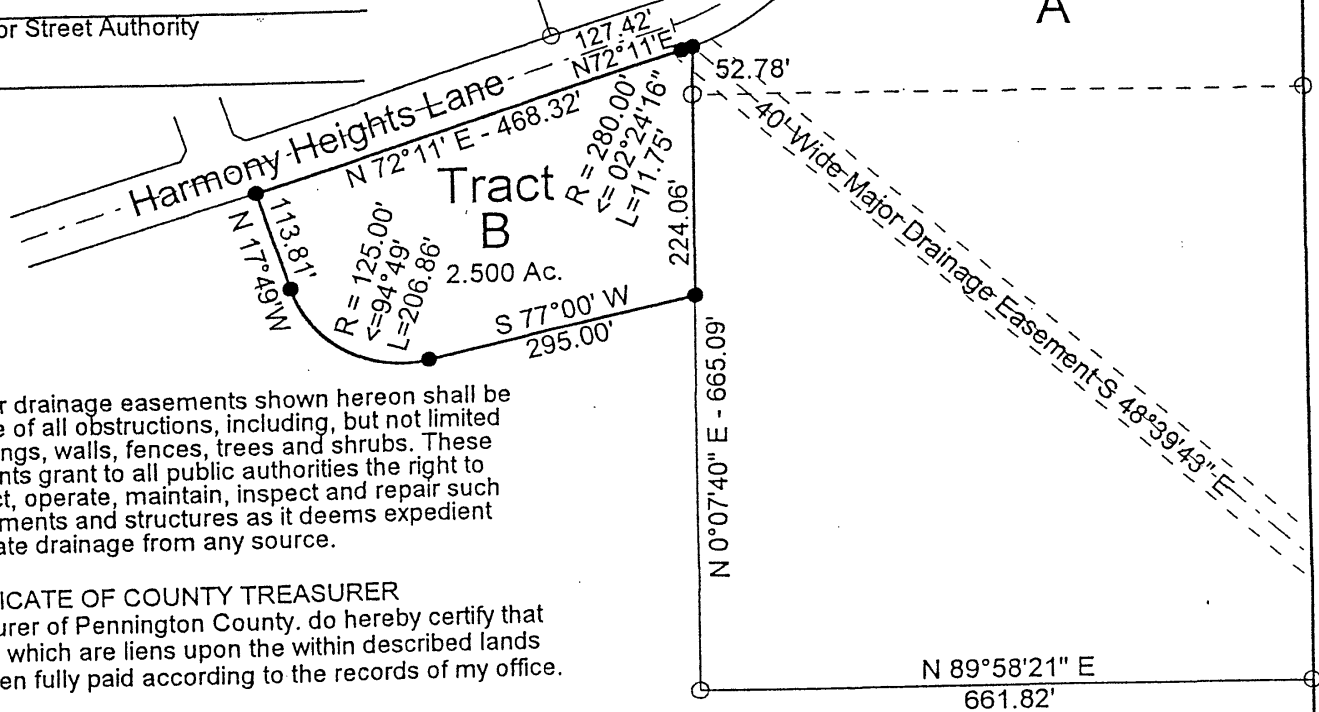 or Street Authority
A
127.42'
N72°11'E
52.78'
Harmony Heights Lane
N 72°11' E - 468.32'
Tract
B
2.500 Ac.
R = 280.00'
<= 02°24'16"
L=11.75'
224.06'
40' Wide Major Drainage Easement S 48°39'43" E
113.81'
N 17°49'W
R = 125.00'
<=94°49'
L=206.86'
S 77°00' W
295.00'
N 0°07'40" E - 665.09'
r drainage easements shown hereon shall be
e of all obstructions, including, but not limited
ngs, walls, fences, trees and shrubs. These
nts grant to all public authorities the right to
ct, operate, maintain, inspect and repair such
ments and structures as it deems expedient
ate drainage from any source.
ICATE OF COUNTY TREASURER
urer of Pennington County. do hereby certify that
which are liens upon the within described lands
en fully paid according to the records of my office.
N 89°58'21" E
661.82'